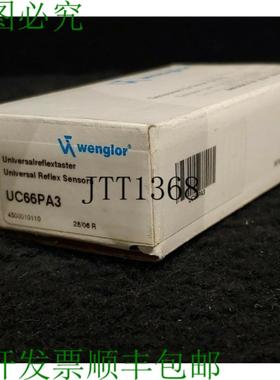 图必究
wenglor®
Universalreflextaster
Universal Reflex Sensor
UC66PA3
JTT1368
28/06 R
开发票顺丰包邮